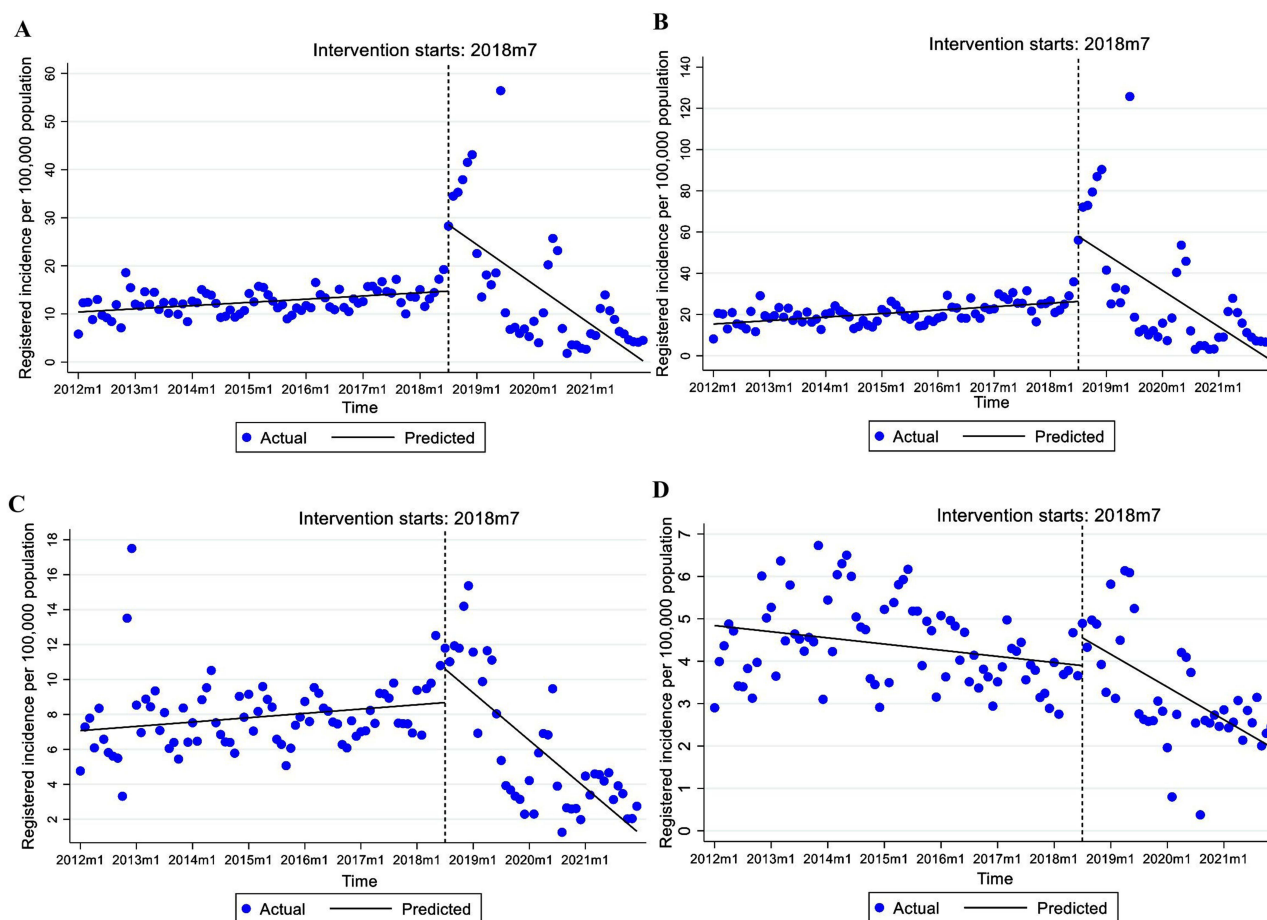 A
Intervention starts: 2018m7
Registered incidence per 100,000 population
60
50
40
30
20
10
0
2012m1 2013m1 2014m1 2015m1 2016m1 2017m1 2018m1 2019m1 2020m1 2021m1
Time
Actual Predicted
B
Intervention starts: 2018m7
Registered incidence per 100,000 population
140
120
100
80
60
40
20
0
2012m1 2013m1 2014m1 2015m1 2016m1 2017m1 2018m1 2019m1 2020m1 2021m1
Time
Actual Predicted
C
Intervention starts: 2018m7
Registered incidence per 100,000 population
18
16
14
12
10
8
6
4
2
2012m1 2013m1 2014m1 2015m1 2016m1 2017m1 2018m1 2019m1 2020m1 2021m1
Time
Actual Predicted
D
Intervention starts: 2018m7
Registered incidence per 100,000 population
7
6
5
4
3
2
1
0
2012m1 2013m1 2014m1 2015m1 2016m1 2017m1 2018m1 2019m1 2020m1 2021m1
Time
Actual Predicted